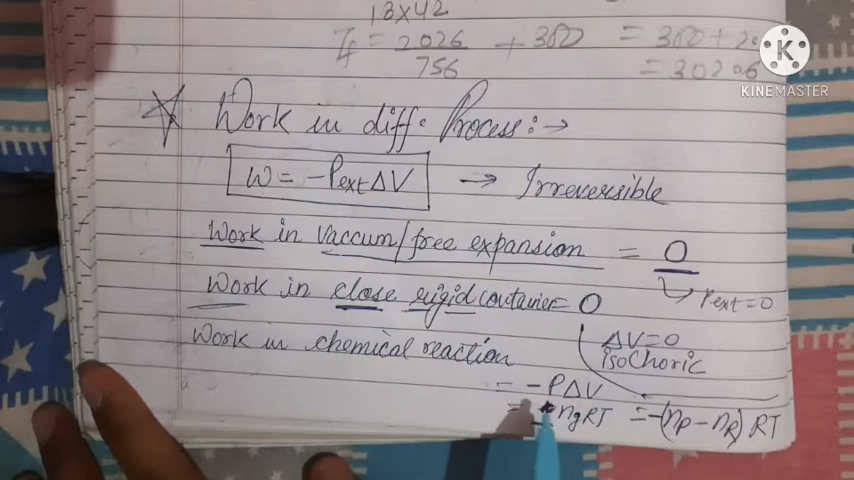 13x42
Tf = 2026 / 756 + 300 = 300 + 2.
= 302.6
KINEMASTER
Work in diff. Process:→
w = -Pext ΔV → Irreversible
Work in vaccum/free expansion = 0
Pext=0
Work in close rigid container = 0
ΔV=0
isochoric
Work in chemical reaction
= -PΔV
= ngRT = -(nP - nR) RT